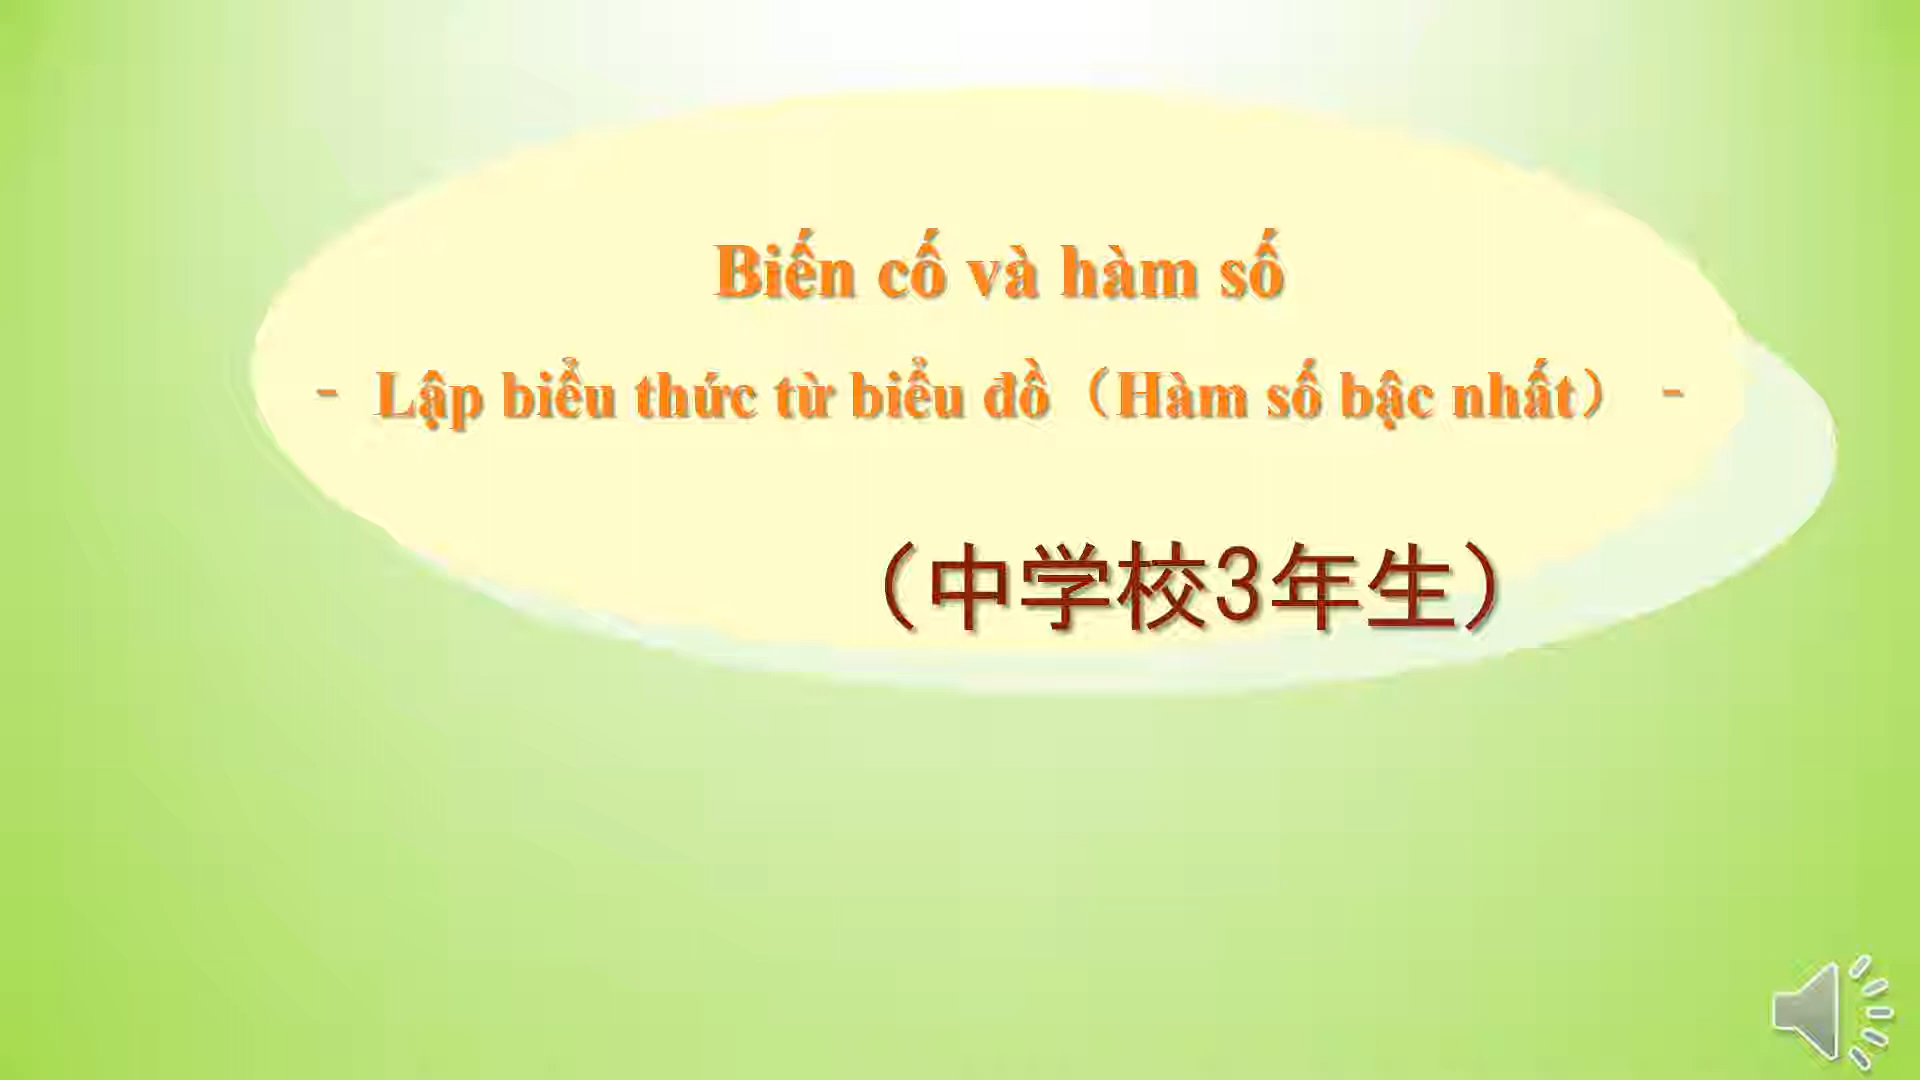 Biến cố và hàm số
- Lập biểu thức từ biểu đồ（Hàm số bậc nhất） -
（中学校3年生）